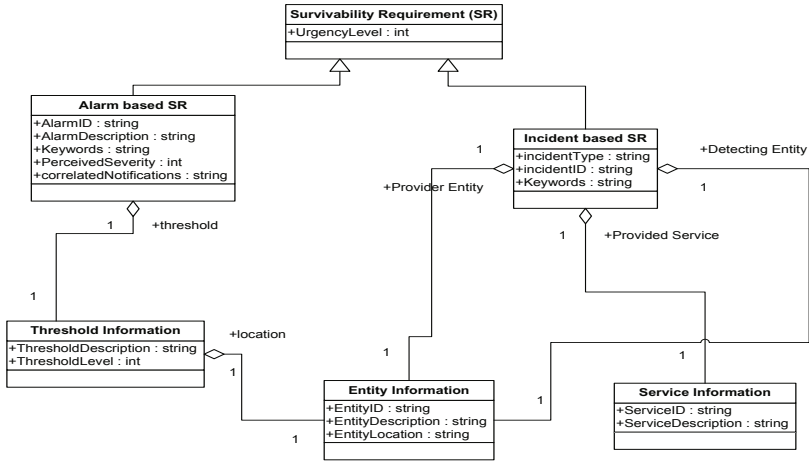 Survivability Requirement (SR)
+UrgencyLevel : int
Alarm based SR
+AlarmID : string
+AlarmDescription : string
+Keywords : string
+PerceivedSeverity : int
+correlatedNotifications : string
Incident based SR
+incidentType : string
+incidentID : string
+Keywords : string
1
+Provider Entity
+Detecting Entity
1
1
+threshold
1
+Provided Service
1
Threshold Information
+ThresholdDescription : string
+ThresholdLevel : int
+location
1
1
1
Entity Information
+EntityID : string
+EntityDescription : string
+EntityLocation : string
1
1
Service Information
+ServiceID : string
+ServiceDescription : string